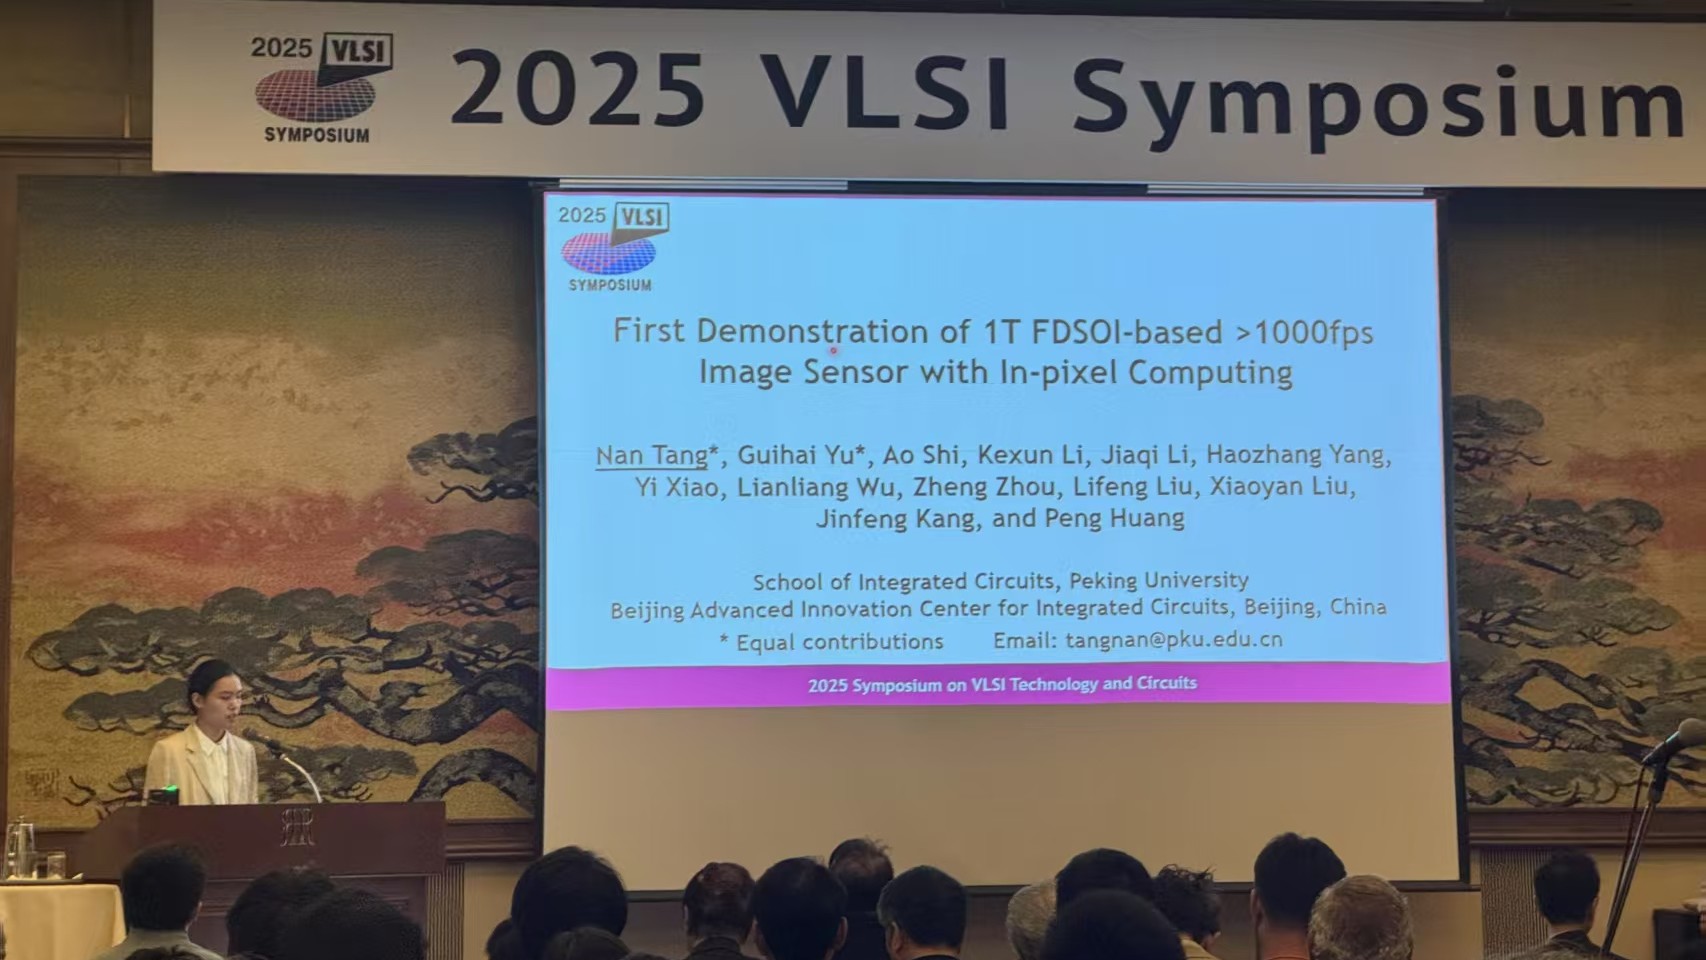 2025 VLSI
SYMPOSIUM
2025 VLSI Symposium
2025 VLSI
SYMPOSIUM
First Demonstration of 1T FDSOI-based >1000fps
Image Sensor with In-pixel Computing
Nan Tang*, Guihai Yu*, Ao Shi, Kexun Li, Jiaqi Li, Haozhang Yang,
Yi Xiao, Lianliang Wu, Zheng Zhou, Lifeng Liu, Xiaoyan Liu,
Jinfeng Kang, and Peng Huang
School of Integrated Circuits, Peking University
Beijing Advanced Innovation Center for Integrated Circuits, Beijing, China
* Equal contributions Email: tangnan@pku.edu.cn
2025 Symposium on VLSI Technology and Circuits